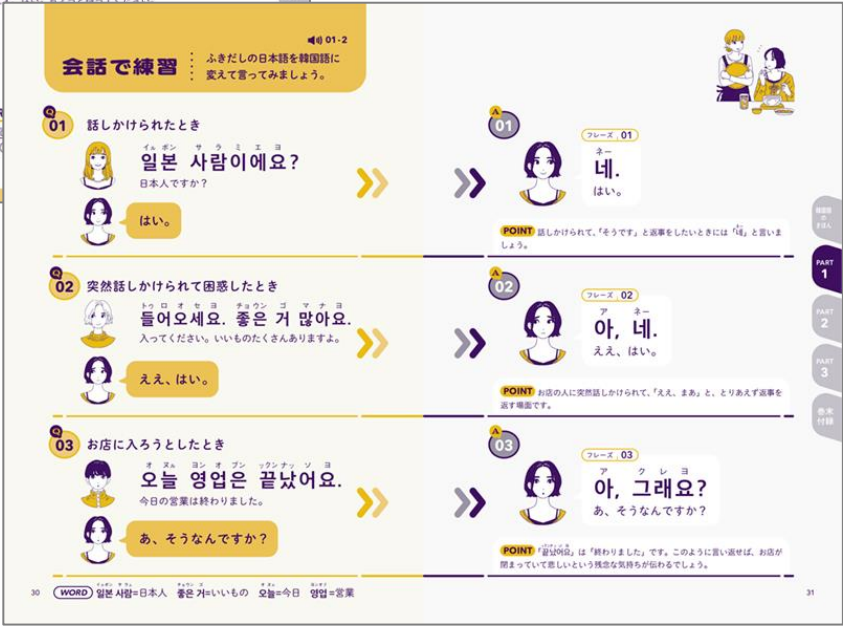 01-2
会話で練習
ふきだしの日本語を韓国語に
変えて言ってみましょう。
Q
01
話しかけられたとき
イル ボン サ ラ ミ エ ヨ
일본 사람이에요?
日本人ですか?
はい。
A
01
フレーズ 01
ネー
네.
はい。
POINT 話しかけられて、「そうです」と返事をしたいときには「네」と言いま
しょう。
Q
02
突然話しかけられて困惑したとき
トゥ ロ オ セ ヨ チョウン ゴ マ ナ ヨ
들어오세요. 좋은 거 많아요.
入ってください。いいものたくさんありますよ。
ええ、はい。
A
02
フレーズ 02
ア ネー
아, 네.
ええ、はい。
POINT お店の人に突然話しかけられて、「ええ、まあ」と、とりあえず返事を
返す場面です。
Q
03
お店に入ろうとしたとき
オ ヌル ヨン オ ブン ックン ナッ ソ ヨ
오늘 영업은 끝났어요.
今日の営業は終わりました。
あ、そうなんですか?
A
03
フレーズ 03
ア ク レ ヨ
아, 그래요?
あ、そうなんですか?
POINT 「끝났어요」は「終わりました」です。このように言い返せば、お店が
閉まっていて悲しいという残念な気持ちが伝わるでしょう。
30
WORD 일본 사람=日本人 좋은 거=いいもの 오늘=今日 영업=営業
31
韓国語
の
きほん
PART
1
PART
2
PART
3
巻末
付録